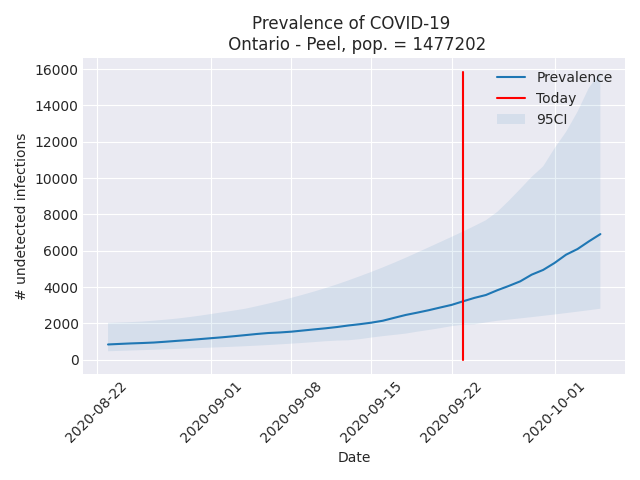 Prevalence of COVID-19
Ontario - Peel, pop. = 1477202
Prevalence
Today
95CI
# undetected infections
16000
14000
12000
10000
8000
6000
4000
2000
0
2020-08-22
2020-09-01
2020-09-08
2020-09-15
2020-09-22
2020-10-01
Date